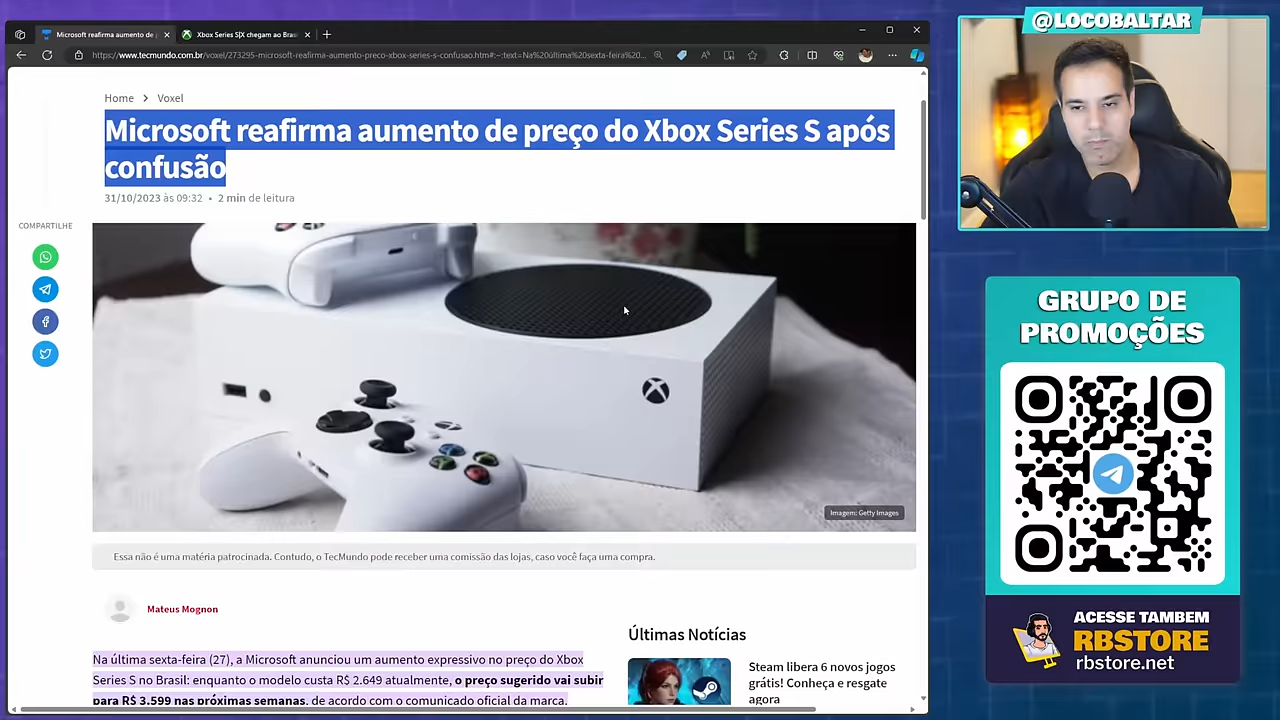 @LOCOBALTAR
Microsoft reafirma aumento de
Xbox Series S|X chegam ao Bras
https://www.tecmundo.com.br/voxel/273295-microsoft-reafirma-aumento-preco-xbox-series-s-confusao.htm#:~:text=Na%20última%20sexta-feira%20...
Home > Voxel
Microsoft reafirma aumento de preço do Xbox Series S após
confusão
31/10/2023 às 09:32 • 2 min de leitura
COMPARTILHE
Imagem: Getty Images
Essa não é uma matéria patrocinada. Contudo, o TecMundo pode receber uma comissão das lojas, caso você faça uma compra.
Mateus Mognon
Na última sexta-feira (27), a Microsoft anunciou um aumento expressivo no preço do Xbox
Series S no Brasil: enquanto o modelo custa R$ 2.649 atualmente, o preço sugerido vai subir
para R$ 3.599 nas próximas semanas, de acordo com o comunicado oficial da marca.
Últimas Notícias
Steam libera 6 novos jogos
grátis! Conheça e resgate
agora
GRUPO DE
PROMOÇÕES
ACESSE TAMBEM
RBSTORE
rbstore.net